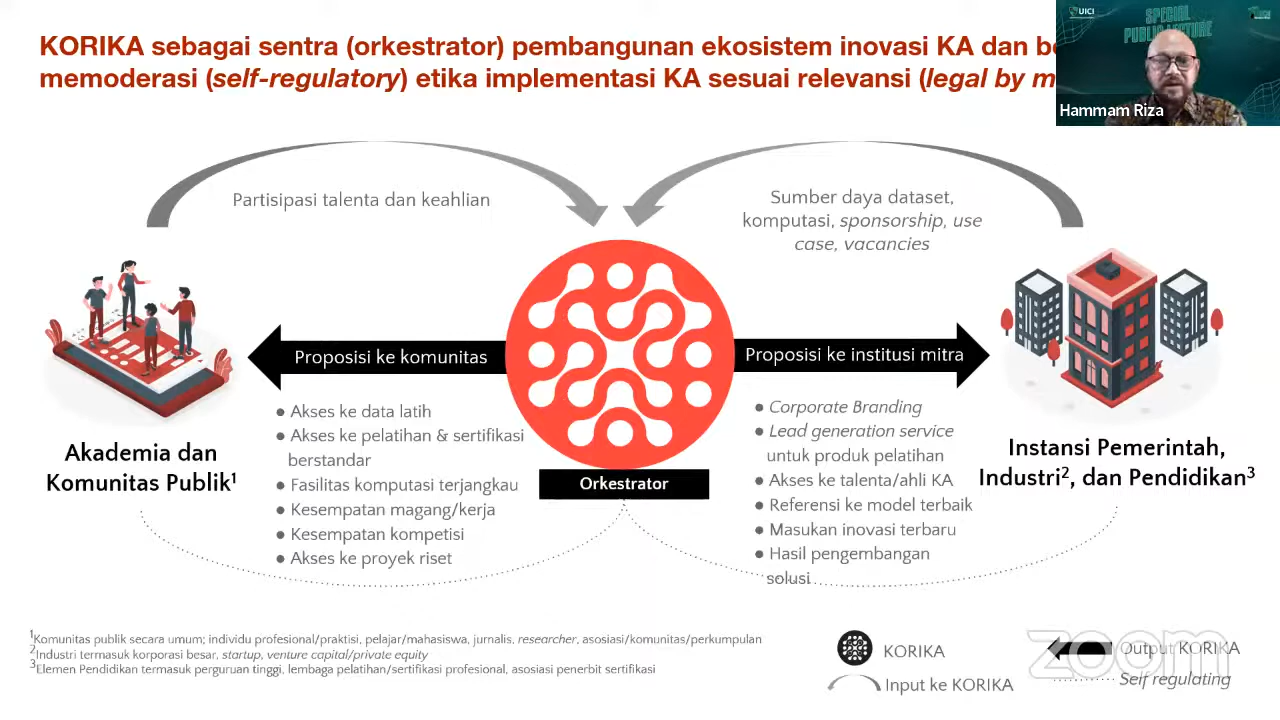 KORIKA sebagai sentra (orkestrator) pembangunan ekosistem inovasi KA dan
memoderasi (self-regulatory) etika implementasi KA sesuai relevansi (legal by
UICI
SPECIAL
PUBLIC LECTURE
Hammam Riza
Partisipasi talenta dan keahlian
Sumber daya dataset,
komputasi, sponsorship, use
case, vacancies
Proposisi ke komunitas
Proposisi ke institusi mitra
● Akses ke data latih
● Akses ke pelatihan & sertifikasi
berstandar
● Fasilitas komputasi terjangkau
● Kesempatan magang/kerja
● Kesempatan kompetisi
● Akses ke proyek riset
Akademia dan
Komunitas Publik¹
Orkestrator
● Corporate Branding
● Lead generation service
untuk produk pelatihan
● Akses ke talenta/ahli KA
● Referensi ke model terbaik
● Masukan inovasi terbaru
● Hasil pengembangan
solusi
Instansi Pemerintah,
Industri², dan Pendidikan³
¹Komunitas publik secara umum; individu profesional/praktisi, pelajar/mahasiswa, jurnalis, researcher, asosiasi/komunitas/perkumpulan
²Industri termasuk korporasi besar, startup, venture capital/private equity
³Elemen Pendidikan termasuk perguruan tinggi, lembaga pelatihan/sertifikasi profesional, asosiasi penerbit sertifikasi
KORIKA
Input ke KORIKA
Output KORIKA
Self regulating
zoom